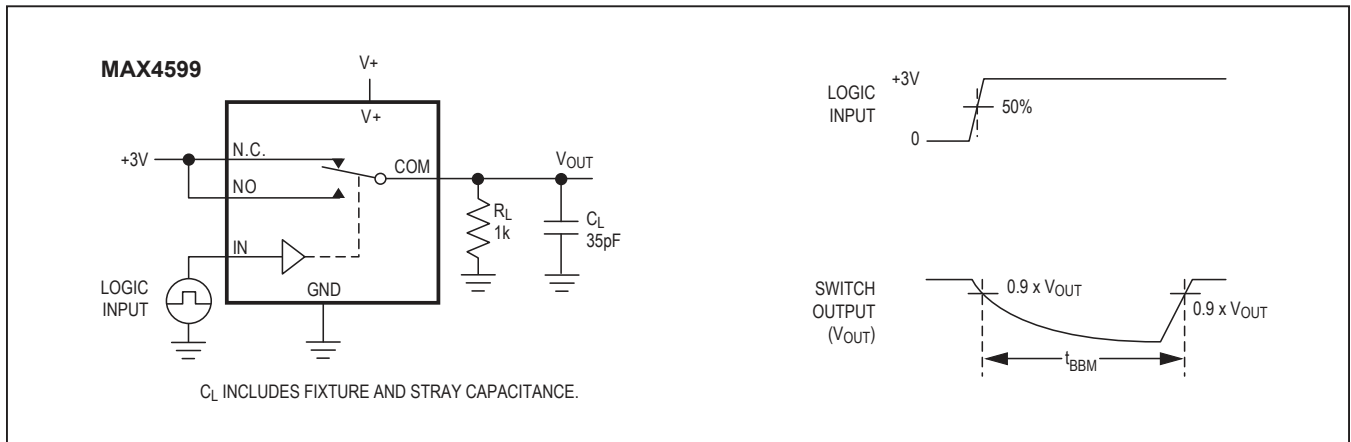 MAX4599
V+
V+
N.C.
+3V
NO
COM
VOUT
RL
1k
CL
35pF
IN
GND
LOGIC
INPUT
CL INCLUDES FIXTURE AND STRAY CAPACITANCE.
LOGIC
INPUT
+3V
0
50%
SWITCH
OUTPUT
(VOUT)
0.9 x VOUT
0.9 x VOUT
tBBM